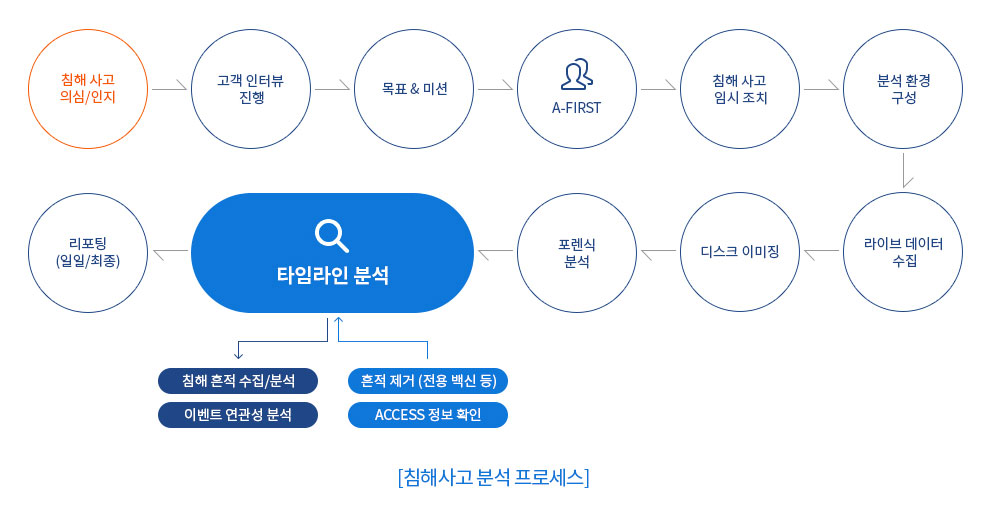 침해 사고
의심/인지
고객 인터뷰
진행
목표 & 미션
A-FIRST
침해 사고
임시 조치
분석 환경
구성
라이브 데이터
수집
디스크 이미징
포렌식
분석
타임라인 분석
리포팅
(일일/최종)
침해 흔적 수집/분석
이벤트 연관성 분석
흔적 제거 (전용 백신 등)
ACCESS 정보 확인
[침해사고 분석 프로세스]